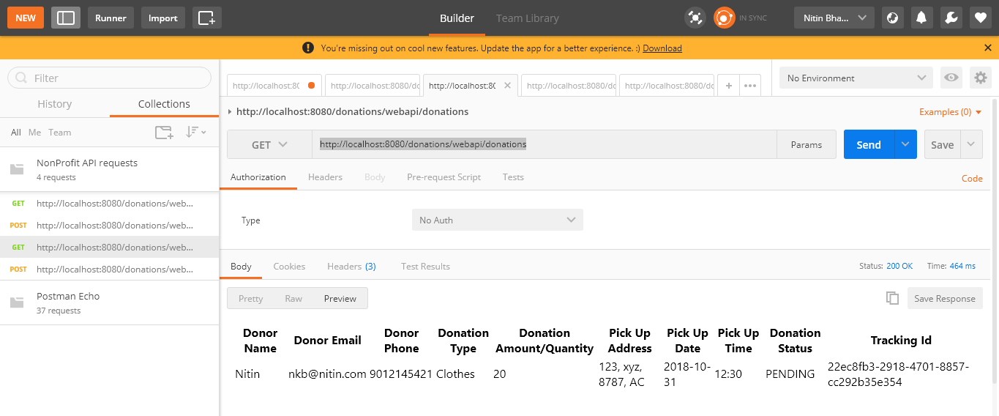 NEW Runner Import Builder Team Library IN SYNC Nitin Bha...
! You're missing out on cool new features. Update the app for a better experience. :) Download
Filter
History Collections
All Me Team
NonProfit API requests
4 requests
GET http://localhost:8080/donations/web...
POST http://localhost:8080/donations/web...
GET http://localhost:8080/donations/web...
POST http://localhost:8080/donations/web...
Postman Echo
37 requests
http://localhost:80 http://localhost:8080/do http://localhost:80 http://localhost:8080/do http://localhost:8080/do + ••• No Environment
http://localhost:8080/donations/webapi/donations Examples (0)
GET http://localhost:8080/donations/webapi/donations Params Send Save
Authorization Headers Body Pre-request Script Tests Code
Type No Auth
Body Cookies Headers (3) Test Results Status: 200 OK Time: 464 ms
Pretty Raw Preview Save Response
Donor Name Donor Email Donor Phone Donation Type Donation Amount/Quantity Pick Up Address Pick Up Date Pick Up Time Donation Status Tracking Id
Nitin nkb@nitin.com 9012145421 Clothes 20 123, xyz, 8787, AC 2018-10-31 12:30 PENDING 22ec8fb3-2918-4701-8857-cc292b35e354